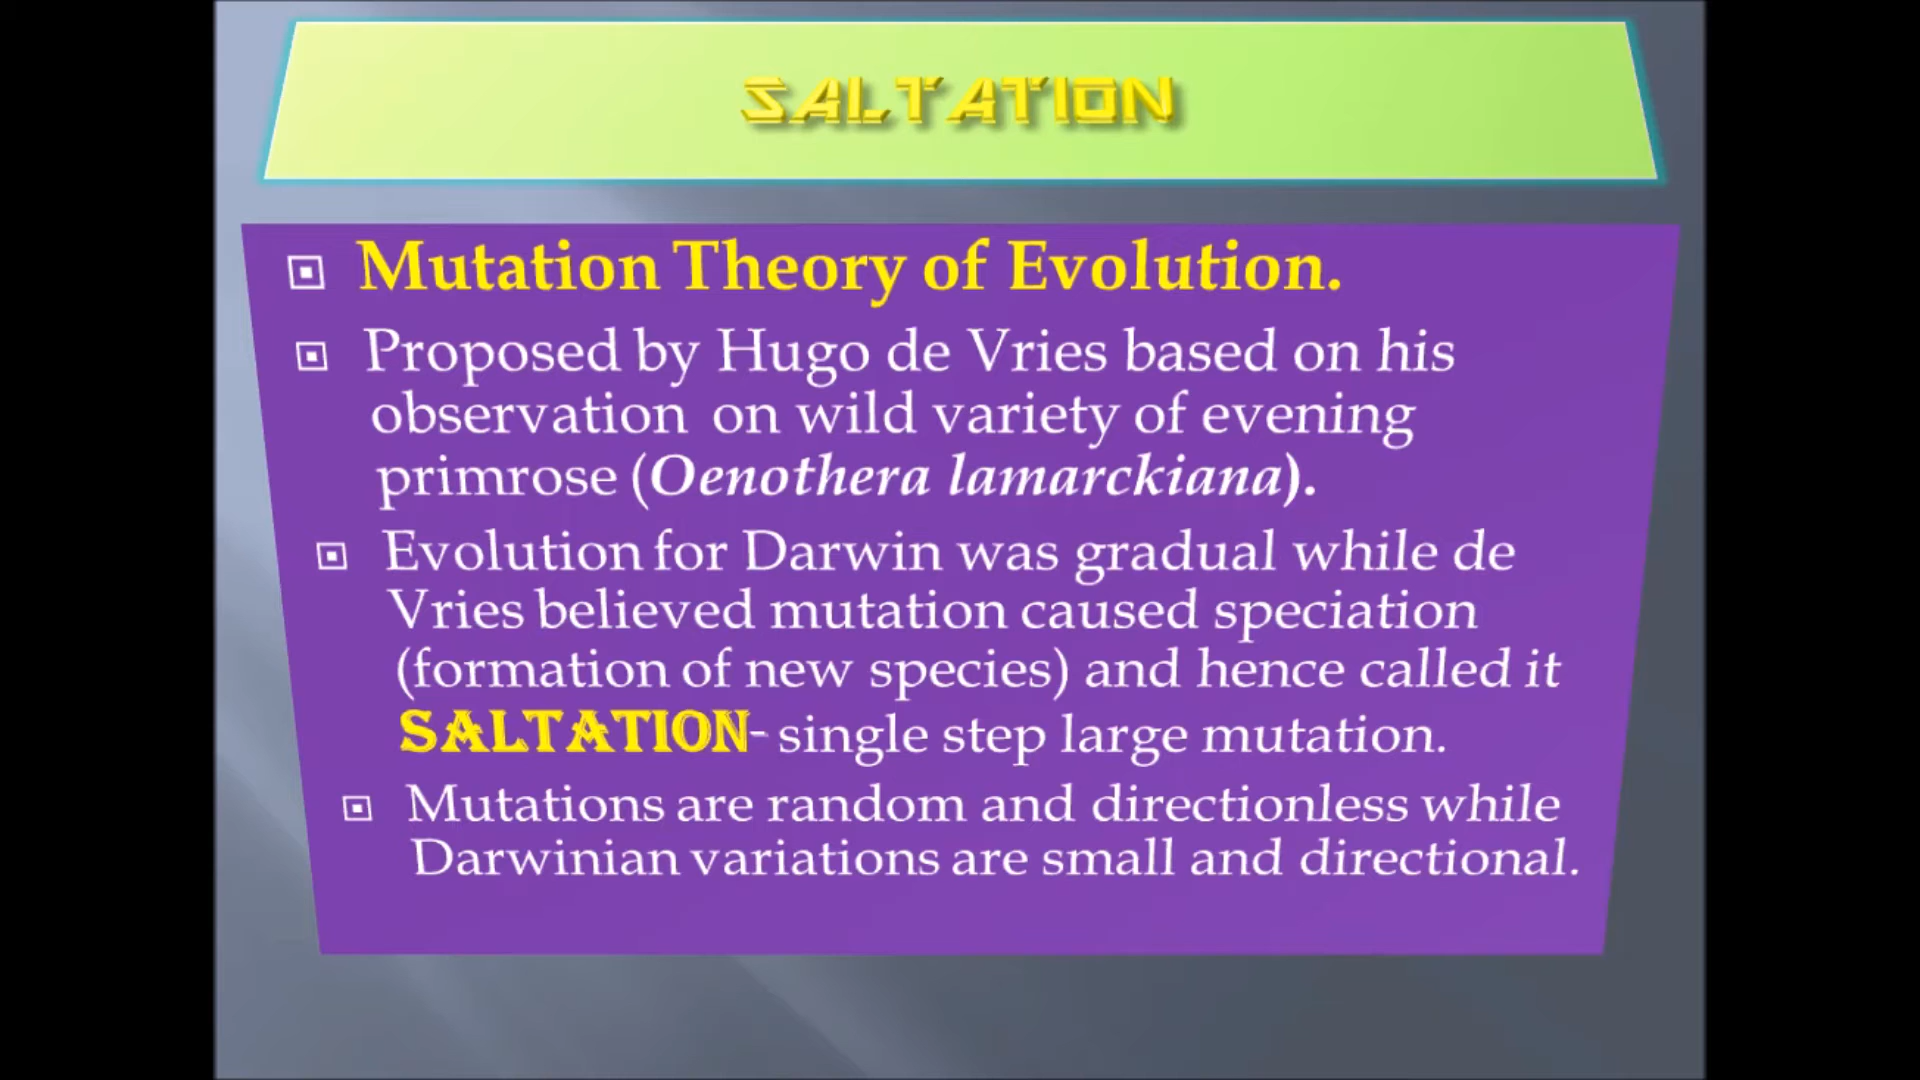 SALTATION
Mutation Theory of Evolution.
Proposed by Hugo de Vries based on his
observation on wild variety of evening
primrose (Oenothera lamarckiana).
Evolution for Darwin was gradual while de
Vries believed mutation caused speciation
(formation of new species) and hence called it
SALTATION- single step large mutation.
Mutations are random and directionless while
Darwinian variations are small and directional.